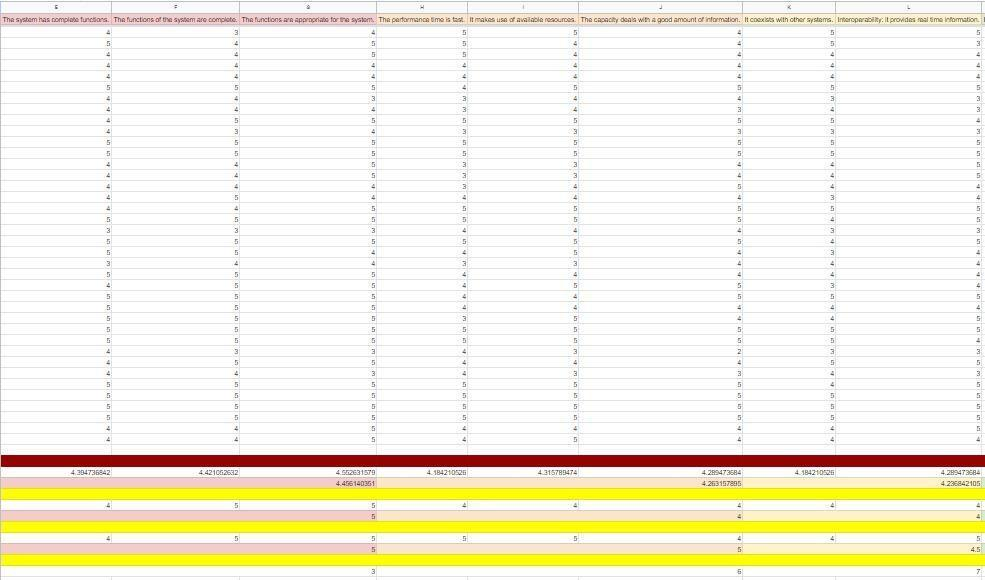 E F G H I J K L
The system has complete functions. The functions of the system are complete. The functions are appropriate for the system. The performance time is fast. It makes use of available resources. The capacity deals with a good amount of information. It coexists with other systems. Interoperability: it provides real time information.
4 3 4 5 5 4 5 5
5 4 5 5 4 4 5 3
4 4 4 5 4 4 4 4
4 4 4 4 4 4 4 4
4 4 4 4 4 4 4 4
5 5 5 4 5 5 5 5
4 4 3 3 4 4 3 3
4 4 4 3 4 3 4 3
4 5 5 5 5 5 5 4
4 3 4 3 3 3 3 3
5 5 5 5 5 5 5 5
5 5 5 5 5 5 5 5
4 4 5 3 3 4 4 5
4 4 5 3 3 4 4 5
4 4 4 3 4 5 4 4
4 5 4 4 4 4 3 4
4 4 5 5 5 5 5 5
5 5 5 5 5 4 4 5
3 3 3 4 4 4 3 3
5 5 5 5 5 5 4 5
5 5 4 4 4 4 3 4
3 4 4 3 3 4 4 4
5 5 5 4 4 4 4 4
4 4 5 4 4 4 5 4
5 5 5 4 4 5 5 5
5 5 5 4 5 4 4 4
5 5 5 3 5 4 4 5
5 5 5 5 5 5 5 5
5 5 5 5 5 5 5 4
4 3 3 4 3 2 3 3
4 5 5 4 5 4 5 5
4 4 3 4 3 3 4 3
5 5 5 5 5 5 5 5
5 5 5 5 5 5 5 5
5 5 5 5 5 5 5 5
5 5 5 5 5 5 5 5
4 4 5 4 4 5 4 5
4 4 5 4 5 4 4 4
4.394736842 4.421052632 4.552631579 4.184210526 4.315789474 4.289473684 4.184210526 4.289473684
4.456140351 4.263157895 4.236842105
4 5 5 4 4 4 4 4
5 4 4
4 5 5 5 5 4 4 5
5 5 4.5
3 6 7